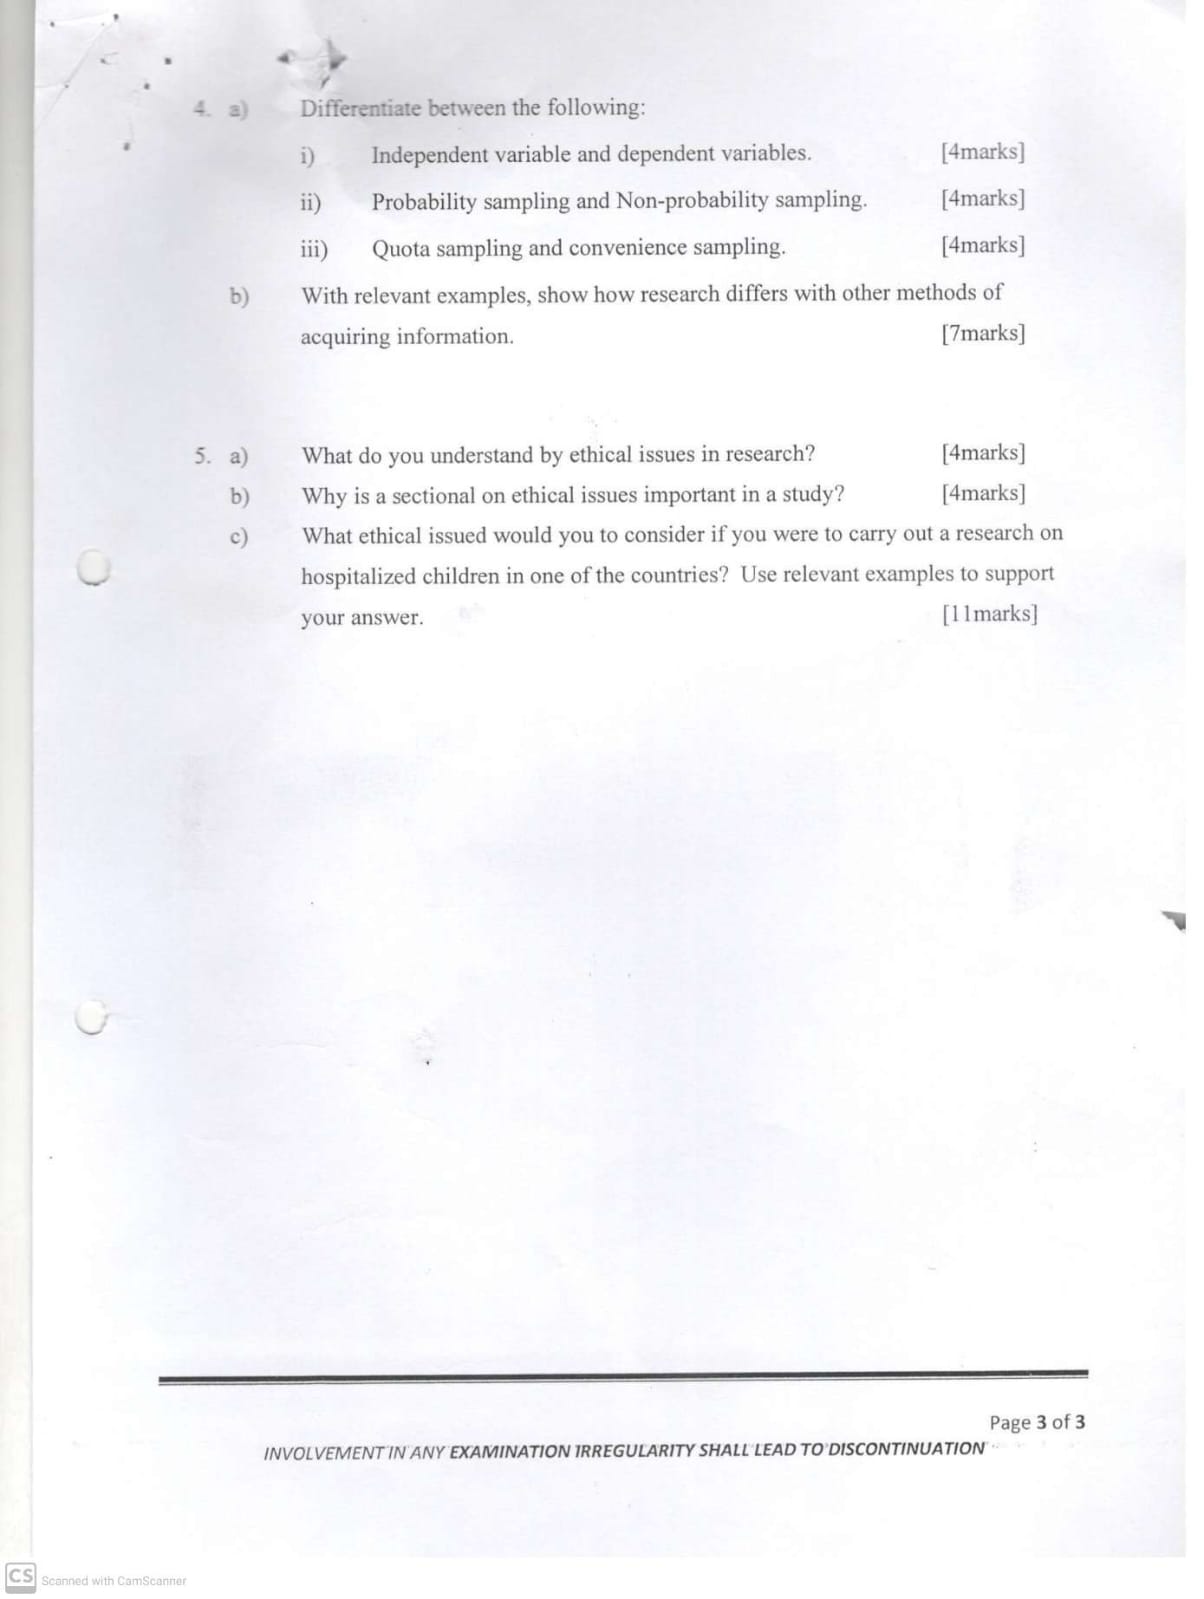 4. a) Differentiate between the following:
i) Independent variable and dependent variables. [4marks]
ii) Probability sampling and Non-probability sampling. [4marks]
iii) Quota sampling and convenience sampling. [4marks]
b) With relevant examples, show how research differs with other methods of
acquiring information. [7marks]
5. a) What do you understand by ethical issues in research? [4marks]
b) Why is a sectional on ethical issues important in a study? [4marks]
c) What ethical issued would you to consider if you were to carry out a research on
hospitalized children in one of the countries? Use relevant examples to support
your answer. [11marks]
Page 3 of 3
INVOLVEMENT IN ANY EXAMINATION IRREGULARITY SHALL LEAD TO DISCONTINUATION
CS Scanned with CamScanner